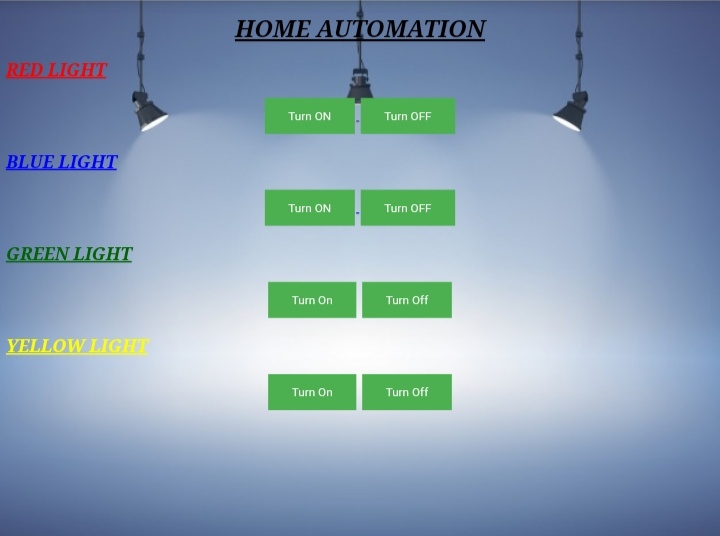 HOME AUTOMATION
RED LIGHT
Turn ON Turn OFF
BLUE LIGHT
Turn ON Turn OFF
GREEN LIGHT
Turn On Turn Off
YELLOW LIGHT
Turn On Turn Off